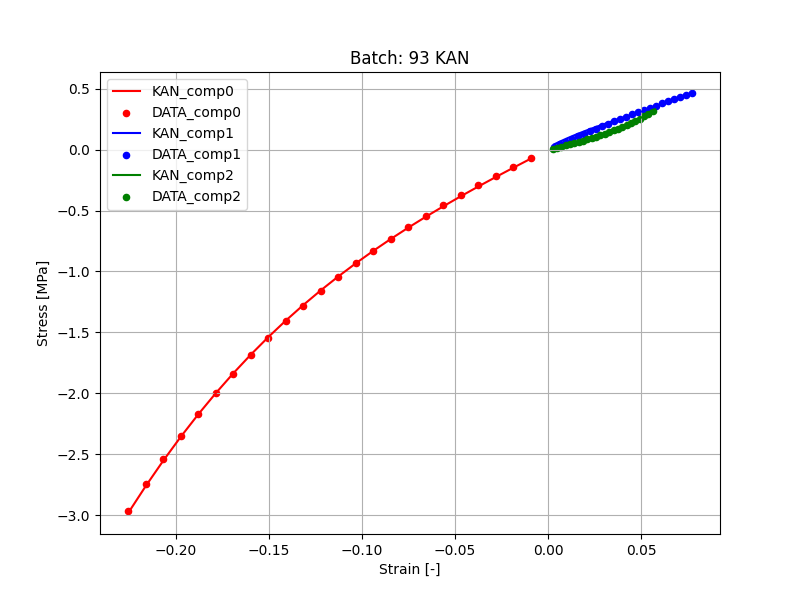 Batch: 93 KAN
KAN_comp0
DATA_comp0
KAN_comp1
DATA_comp1
KAN_comp2
DATA_comp2
0.5
0.0
−0.5
−1.0
−1.5
−2.0
−2.5
−3.0
Stress [MPa]
−0.20
−0.15
−0.10
−0.05
0.00
0.05
Strain [-]